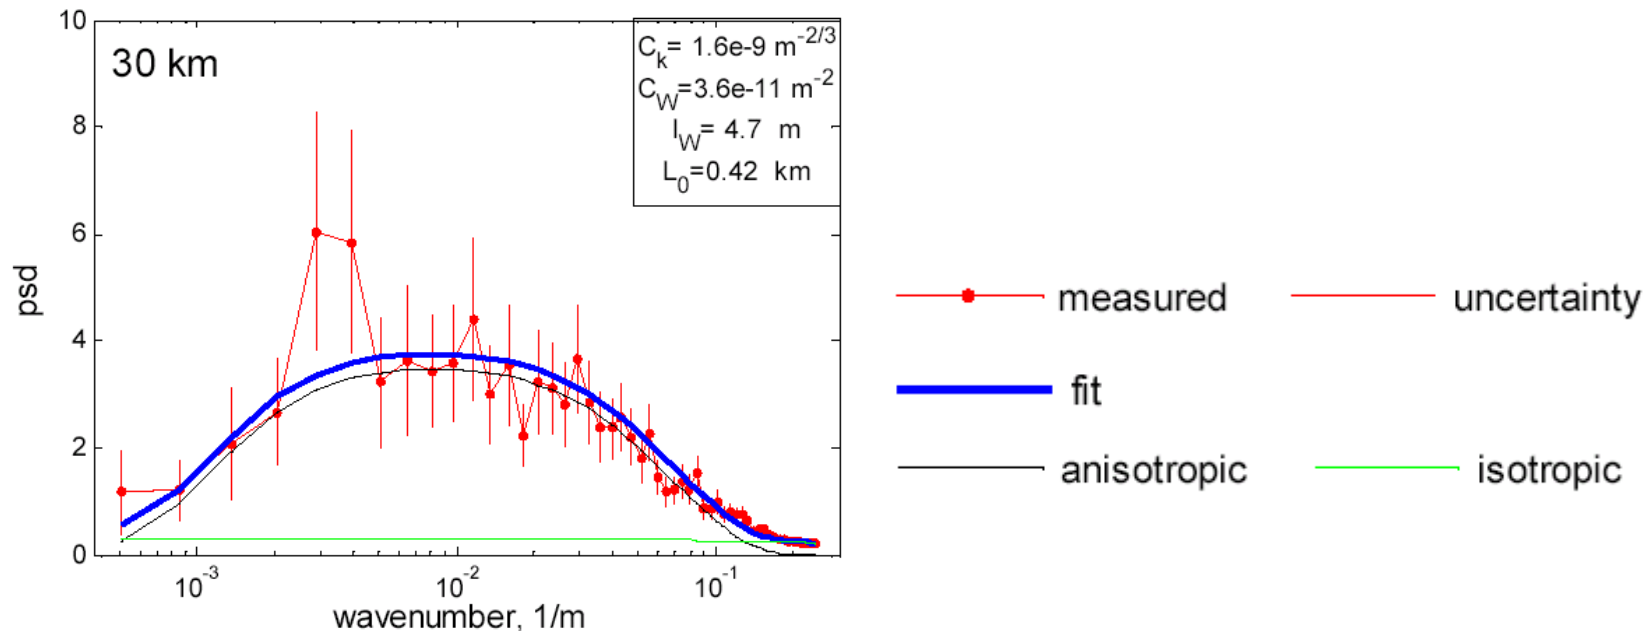 10
8
6
4
2
0
psd
30 km
C_k= 1.6e-9 m^-2/3
C_W=3.6e-11 m^-2
l_W= 4.7 m
L_0=0.42 km
10^-3
10^-2
10^-1
wavenumber, 1/m
measured
uncertainty
fit
anisotropic
isotropic